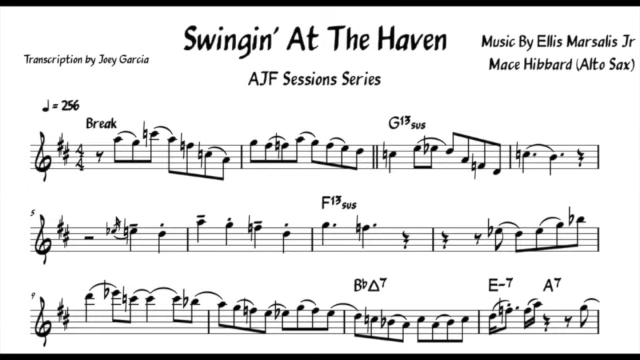 Swingin' At The Haven
Music By Ellis Marsalis Jr
Transcription by Joey Garcia
Mace Hibbard (Alto Sax)
AJF Sessions Series
♩ = 256
Break
G13sus
5
F13sus
9
B♭Δ7
E-7 A7